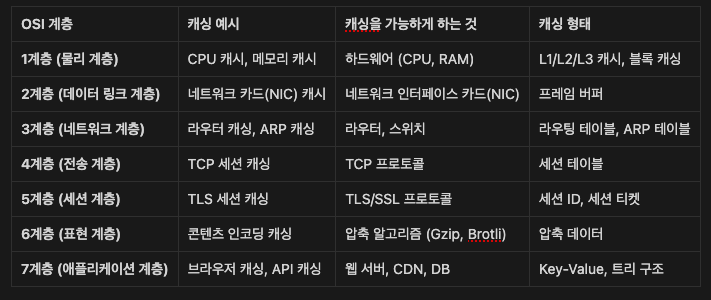 OSI 계층 캐싱 예시 캐싱을 가능하게 하는 것 캐싱 형태
1계층 (물리 계층) CPU 캐시, 메모리 캐시 하드웨어 (CPU, RAM) L1/L2/L3 캐시, 블록 캐싱
2계층 (데이터 링크 계층) 네트워크 카드(NIC) 캐시 네트워크 인터페이스 카드(NIC) 프레임 버퍼
3계층 (네트워크 계층) 라우터 캐싱, ARP 캐싱 라우터, 스위치 라우팅 테이블, ARP 테이블
4계층 (전송 계층) TCP 세션 캐싱 TCP 프로토콜 세션 테이블
5계층 (세션 계층) TLS 세션 캐싱 TLS/SSL 프로토콜 세션 ID, 세션 티켓
6계층 (표현 계층) 콘텐츠 인코딩 캐싱 압축 알고리즘 (Gzip, Brotli) 압축 데이터
7계층 (애플리케이션 계층) 브라우저 캐싱, API 캐싱 웹 서버, CDN, DB Key-Value, 트리 구조